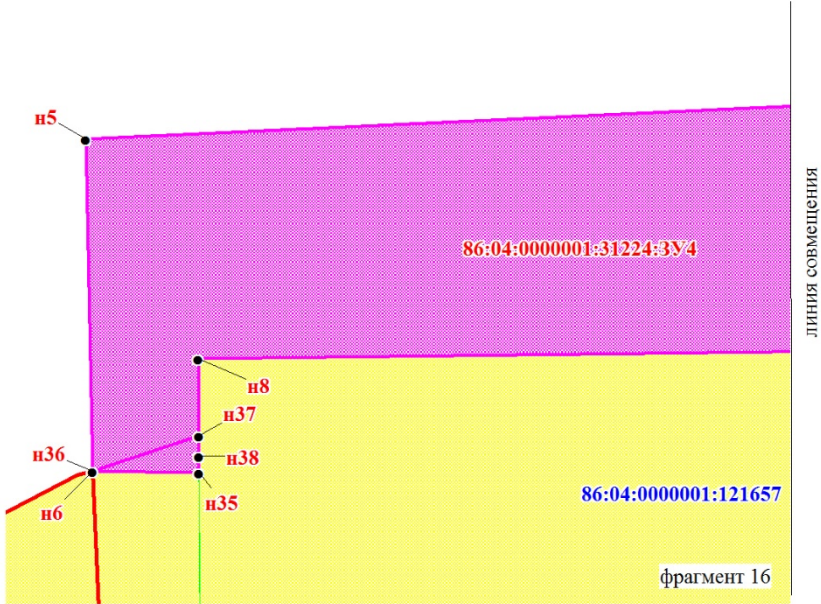 н5
86:04:0000001:31224:ЗУ4
линия совмещения
н8
н37
н36
н38
86:04:0000001:121657
н6
н35
фрагмент 16